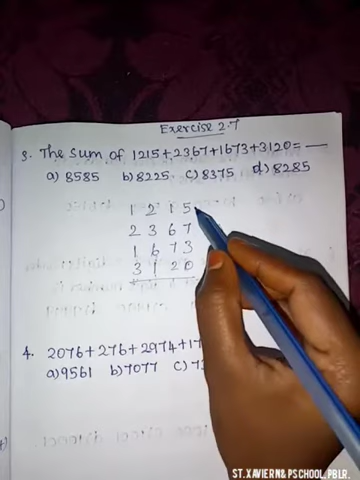 Exercise 2.7
3. The Sum of 1215+2367+1673+3120=
a) 8585 b) 8225 c) 8375 d) 8285
1 2 1 5
2 3 6 7
1 6 7 3
3 1 2 0
+
4. 2076+276+2974+17
a) 9561 b) 7077 c) 7
ST.XAVIER N& P SCHOOL, PBLR.